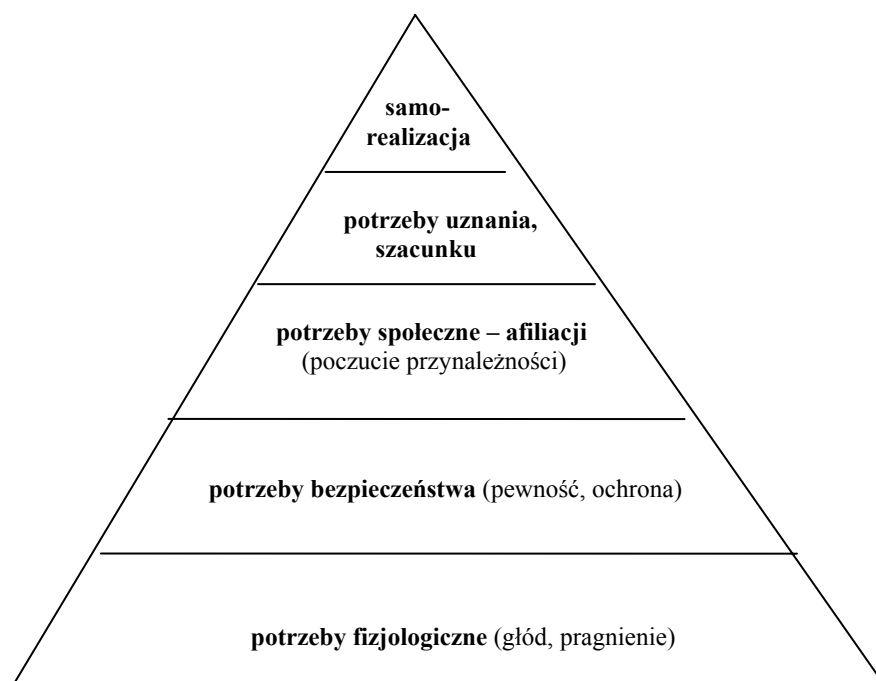 samo-
realizacja
potrzeby uznania,
szacunku
potrzeby społeczne – afiliacji
(poczucie przynależności)
potrzeby bezpieczeństwa (pewność, ochrona)
potrzeby fizjologiczne (głód, pragnienie)